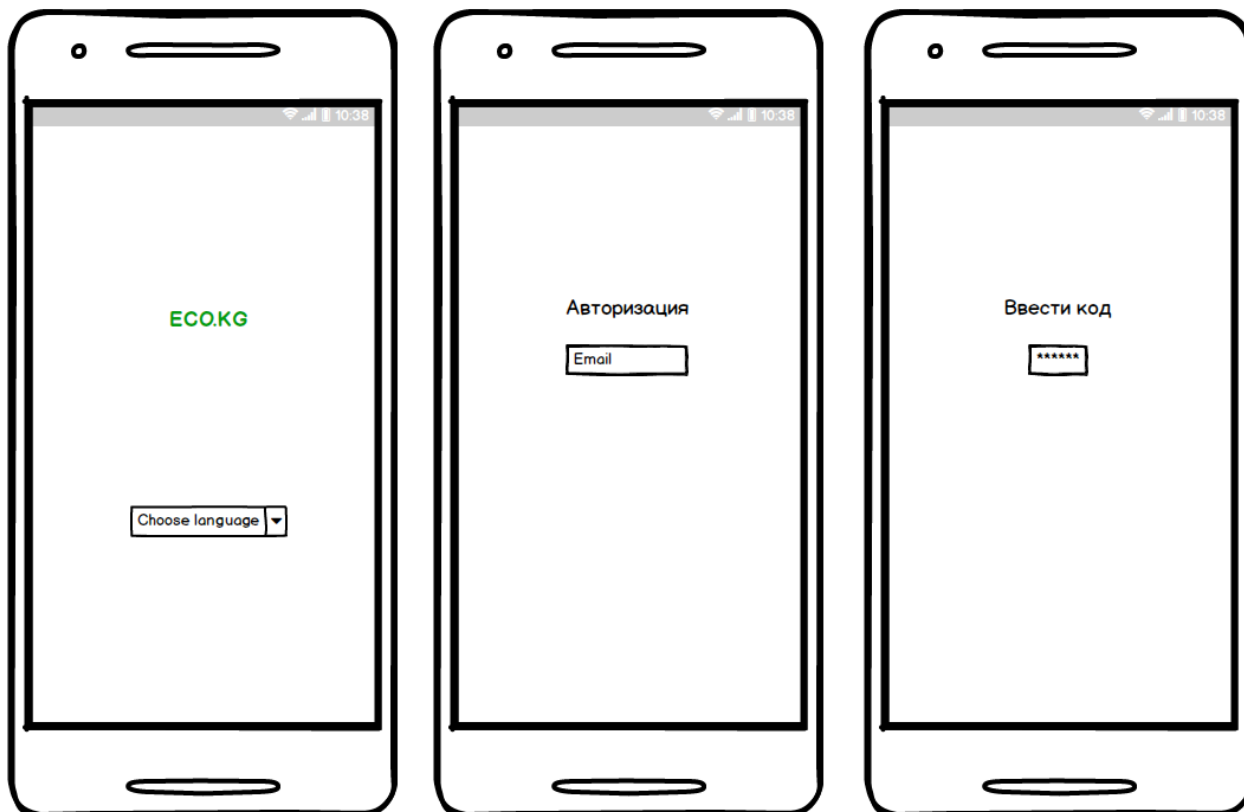 10:38
ECO.KG
Choose language
10:38
Авторизация
Email
10:38
Ввести код
******